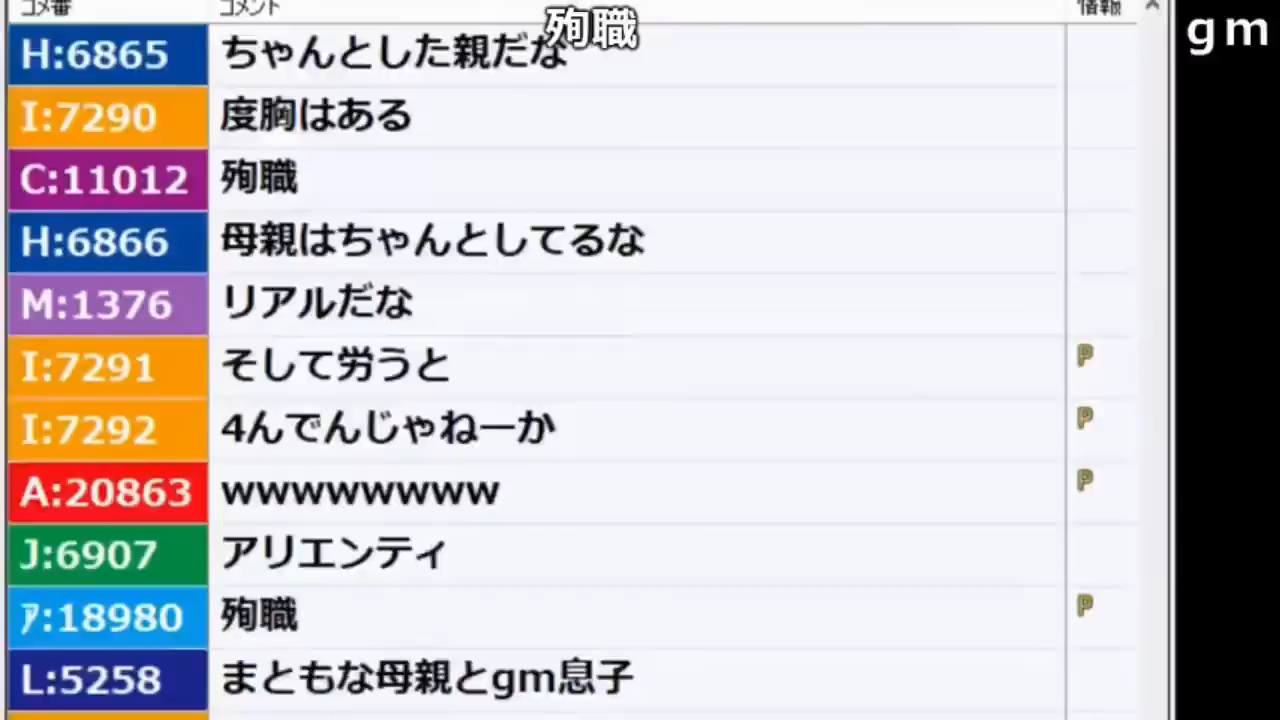 コメ番 コメント 情報
殉職
gm
H:6865 ちゃんとした親だな
I:7290 度胸はある
C:11012 殉職
H:6866 母親はちゃんとしてるな
M:1376 リアルだな
I:7291 そして労うと P
I:7292 4んでんじゃねーか P
A:20863 wwwwwwwww P
J:6907 アリエンティ
ｱ:18980 殉職 P
L:5258 まともな母親とgm息子